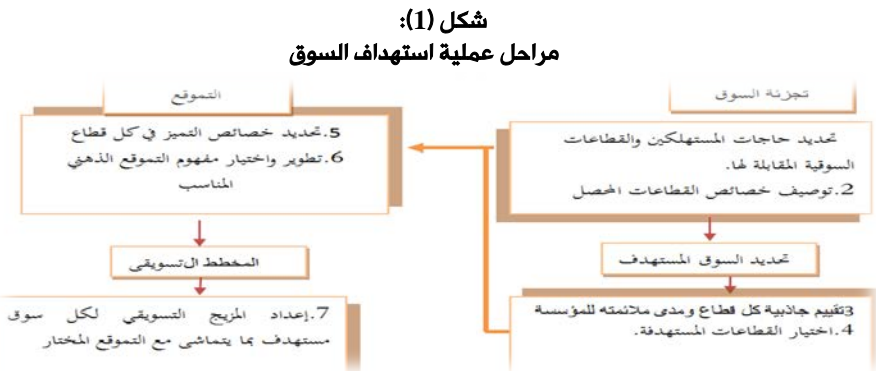 شكل (1):
مراحل عملية استهداف السوق
تجزئة السوق
تحديد حاجات المستهلكين والقطاعات
السوقية المقابلة لها.
2.توصيف خصائص القطاعات المحصل
تحديد السوق المستهدف
3تقييم جاذبية كل قطاع ومدى ملائمته للمؤسسة
4.اختيار القطاعات المستهدفة.
التموقع
5.تحديد خصائص التميز في كل قطاع
6.تطوير واختيار مفهوم التموقع الذهني
المناسب
المخطط التسويقي
7.إعداد المزيج التسويقي لكل سوق
مستهدف بما يتماشى مع التموقع المختار